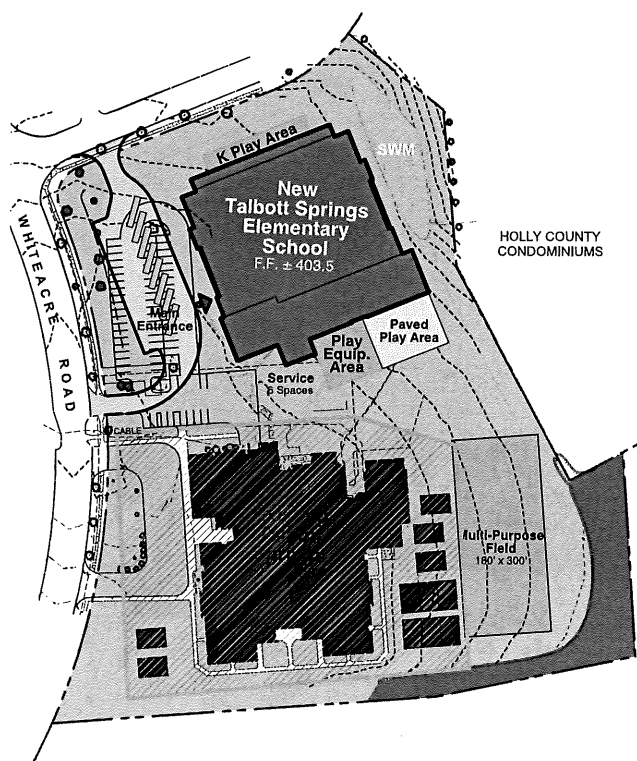 K Play Area
SWM
New
Talbott Springs
Elementary
School
F.F. ± 403.5
HOLLY COUNTY
CONDOMINIUMS
WHITEACRE ROAD
Main
Entrance
Paved
Play Area
Play
Equip.
Area
Service
6 Spaces
CABLE
Multi-Purpose
Field
180' x 300'